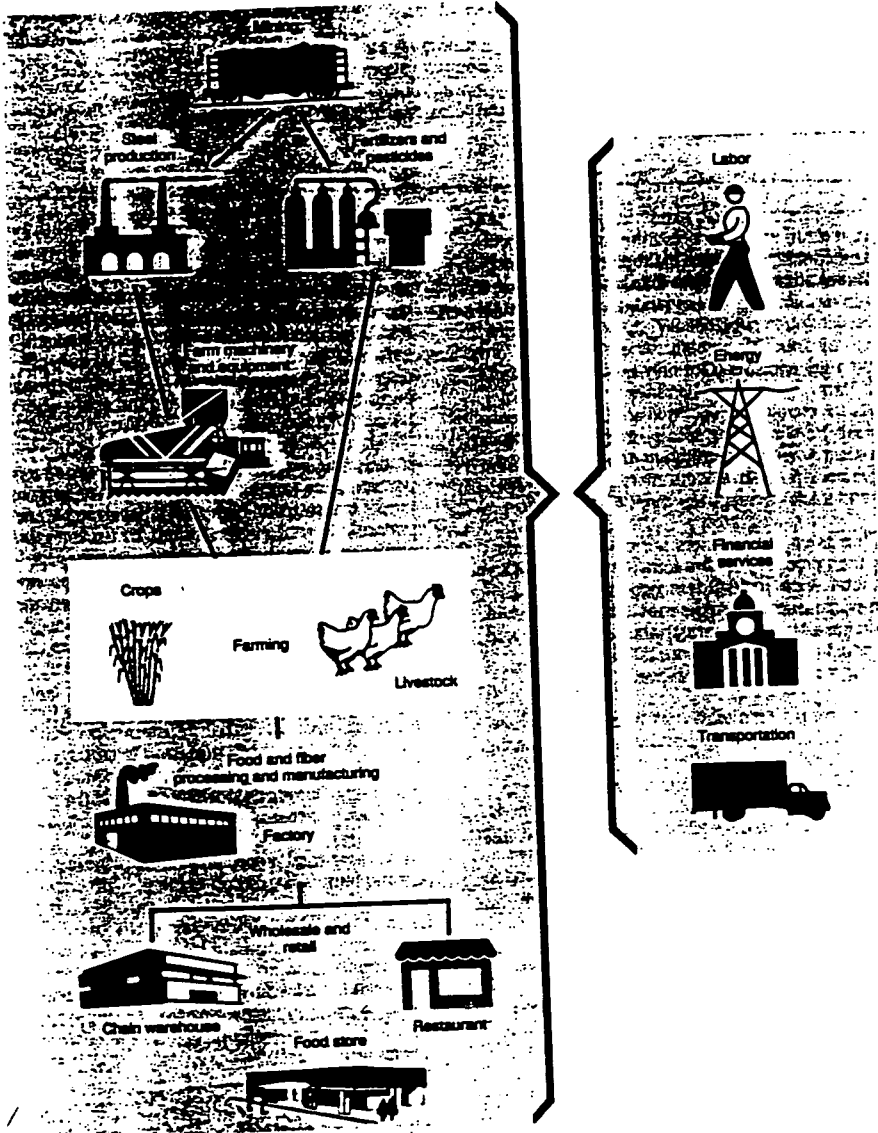 Mining
Steel
production
Fertilizers and
pesticides
arm machinery
and equipment
Crops
Farming
Livestock
Food and fiber
processing and manufacturing
Factory
Wholesale and
retail
Chain warehouse
Restaurant
Food store
Labor
Energy
Financial
services
Transportation